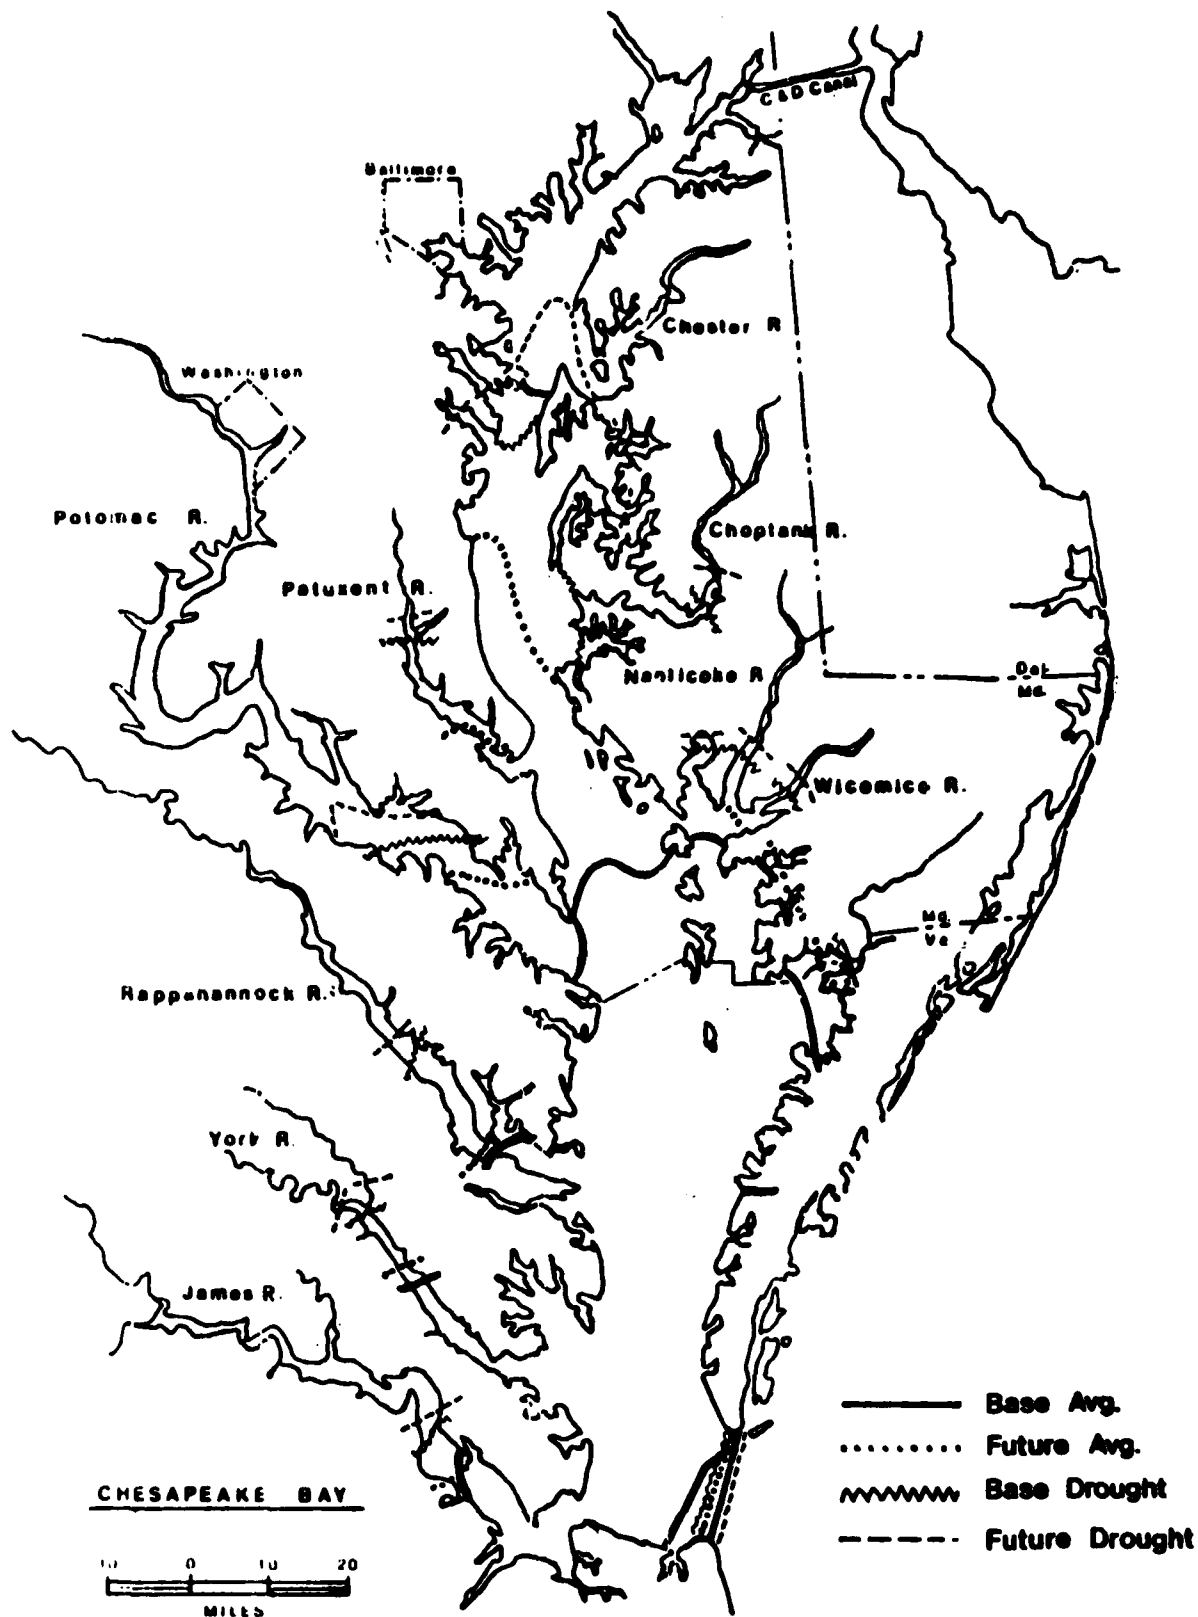 C & D Canal
Baltimore
Chester R
Washington
Potomac R.
Choptank R.
Patuxent R.
Nanticoke R
Del
Md.
Wicomico R.
Md.
Va
Rappahannock R.
York R.
James R.
Base Avg.
Future Avg.
Base Drought
Future Drought
CHESAPEAKE BAY
10 0 10 20
MILES